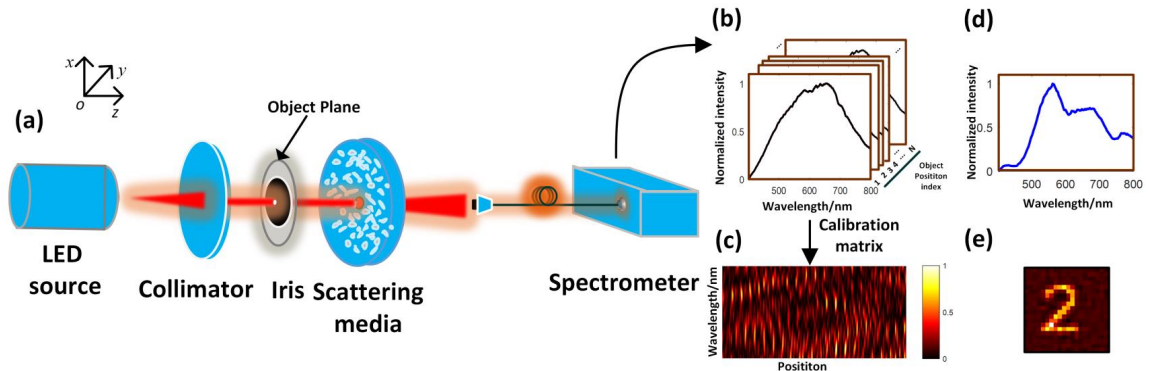 (a)
x
y
z
o
LED
source
Collimator
Object Plane
Iris
Scattering
media
Spectrometer
(b)
Normalized intensity
1
0.5
0
400
500
600
700
800
Wavelength/nm
1 2 3 4 ... N
...
...
Object
Posititon
index
Calibration
matrix
(c)
Wavelength/nm
Posititon
1
0.5
0
(d)
Normalized intensity
1
0.5
0
400
500
600
700
800
Wavelength/nm
(e)
2